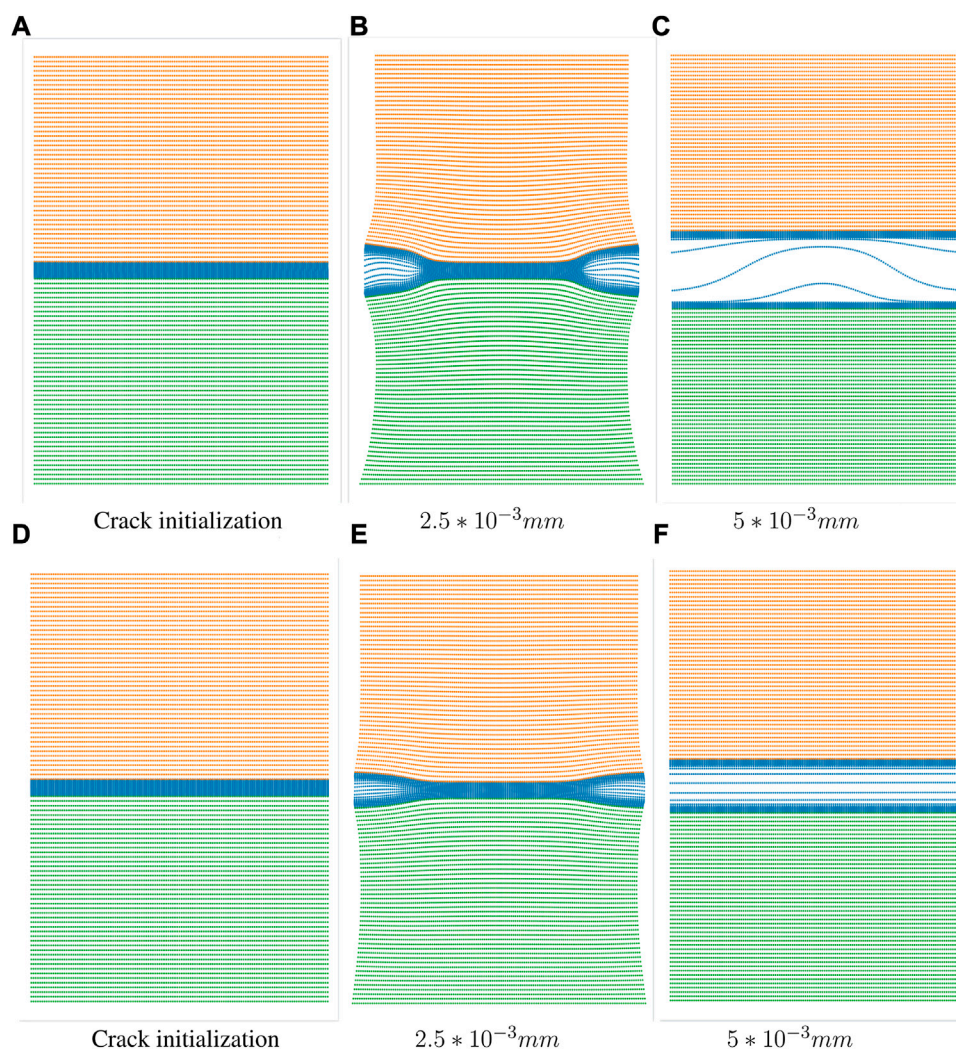 A
B
C
Crack initialization
$2.5 * 10^{-3}mm$
$5 * 10^{-3}mm$
D
E
F
Crack initialization
$2.5 * 10^{-3}mm$
$5 * 10^{-3}mm$